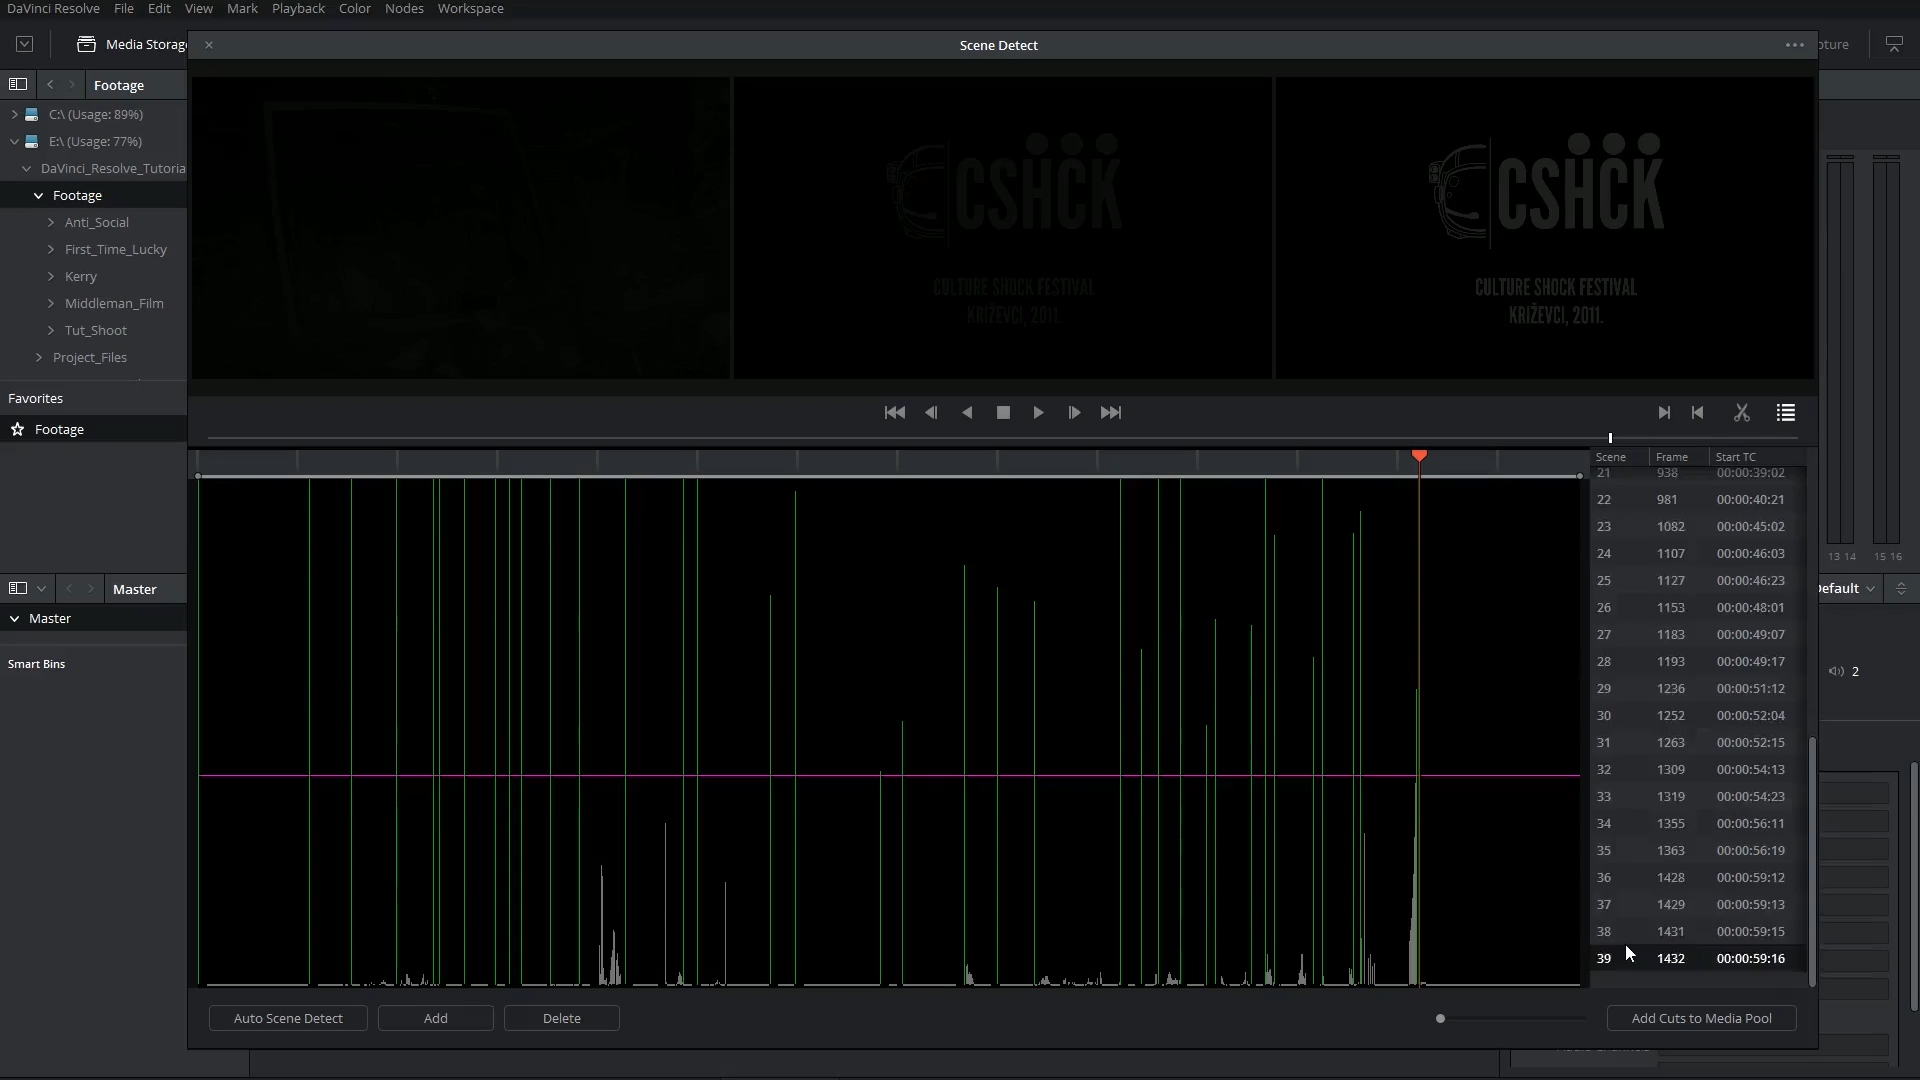 DaVinci Resolve File Edit View Mark Playback Color Nodes Workspace
Media Storag
Scene Detect
pture
Footage
C:\ (Usage: 89%)
E:\ (Usage: 77%)
DaVinci_Resolve_Tutoria
Footage
Anti_Social
First_Time_Lucky
Kerry
Middleman_Film
Tut_Shoot
Project_Files
Favorites
Footage
Master
Master
Smart Bins
CSHCK
CULTURE SHOCK FESTIVAL
KRIŽEVCI, 2011.
CSHCK
CULTURE SHOCK FESTIVAL
KRIŽEVCI, 2011.
Scene Frame Start TC
21 938 00:00:39:02
22 981 00:00:40:21
23 1082 00:00:45:02
24 1107 00:00:46:03
25 1127 00:00:46:23
26 1153 00:00:48:01
27 1183 00:00:49:07
28 1193 00:00:49:17
29 1236 00:00:51:12
30 1252 00:00:52:04
31 1263 00:00:52:15
32 1309 00:00:54:13
33 1319 00:00:54:23
34 1355 00:00:56:11
35 1363 00:00:56:19
36 1428 00:00:59:12
37 1429 00:00:59:13
38 1431 00:00:59:15
39 1432 00:00:59:16
13 14 15 16
Default
2
Auto Scene Detect Add Delete Add Cuts to Media Pool